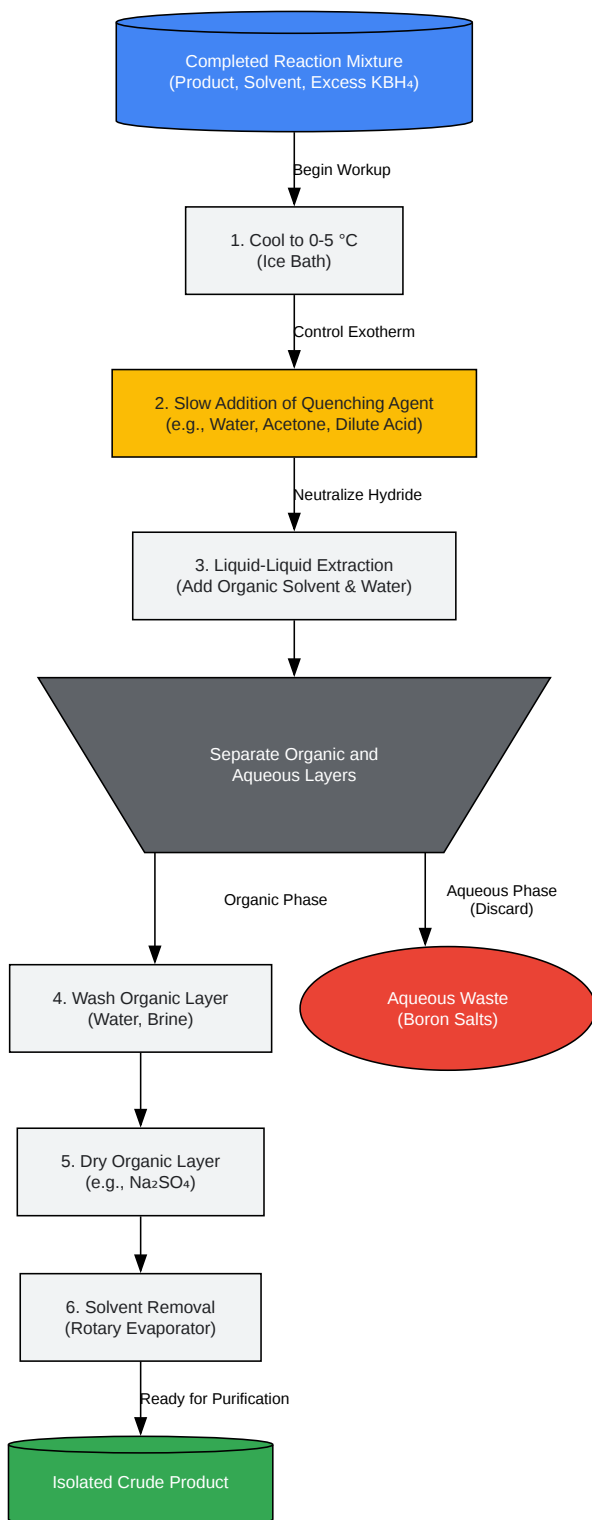 Completed Reaction Mixture
(Product, Solvent, Excess KBH₄)
Begin Workup
1. Cool to 0-5 °C
(Ice Bath)
Control Exotherm
2. Slow Addition of Quenching Agent
(e.g., Water, Acetone, Dilute Acid)
Neutralize Hydride
3. Liquid-Liquid Extraction
(Add Organic Solvent & Water)
Separate Organic and
Aqueous Layers
Organic Phase
Aqueous Phase
(Discard)
4. Wash Organic Layer
(Water, Brine)
Aqueous Waste
(Boron Salts)
5. Dry Organic Layer
(e.g., Na₂SO₄)
6. Solvent Removal
(Rotary Evaporator)
Ready for Purification
Isolated Crude Product